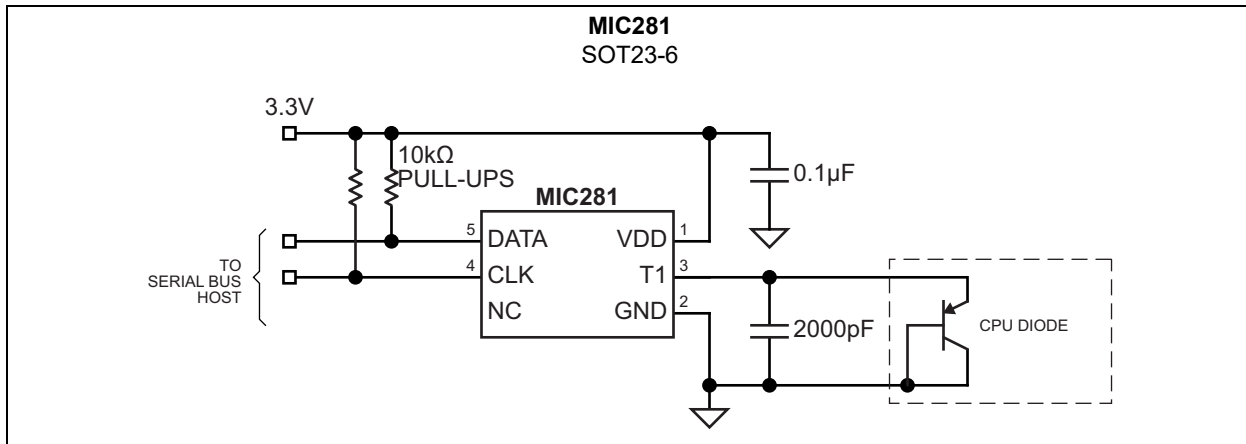 MIC281
SOT23-6
3.3V
10kΩ
PULL-UPS
0.1µF
MIC281
5 DATA VDD 1
TO
SERIAL BUS
HOST
4 CLK T1 3
NC GND 2
2000pF
CPU DIODE